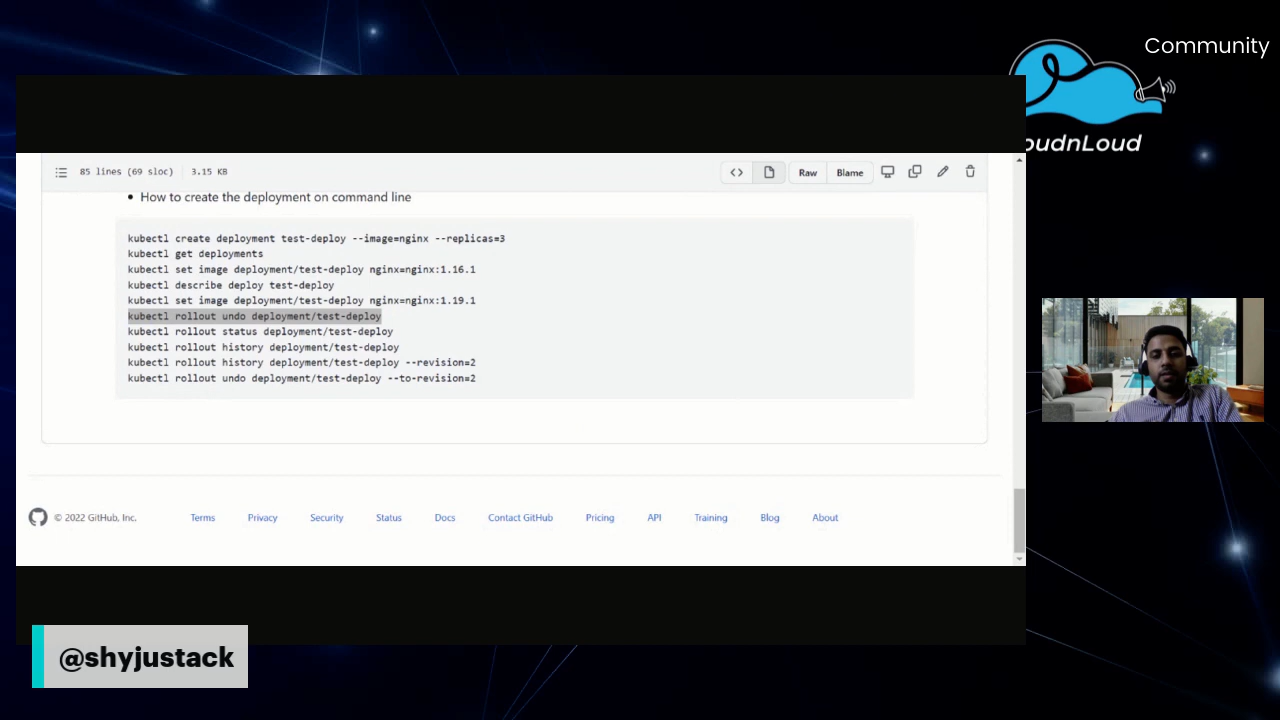 Community
oudnLoud
85 lines (69 sloc) 3.15 KB
Raw Blame
How to create the deployment on command line
kubectl create deployment test-deploy --image=nginx --replicas=3
kubectl get deployments
kubectl set image deployment/test-deploy nginx=nginx:1.16.1
kubectl describe deploy test-deploy
kubectl set image deployment/test-deploy nginx=nginx:1.19.1
kubectl rollout undo deployment/test-deploy
kubectl rollout status deployment/test-deploy
kubectl rollout history deployment/test-deploy
kubectl rollout history deployment/test-deploy --revision=2
kubectl rollout undo deployment/test-deploy --to-revision=2
© 2022 GitHub, Inc. Terms Privacy Security Status Docs Contact GitHub Pricing API Training Blog About
@shyjustack